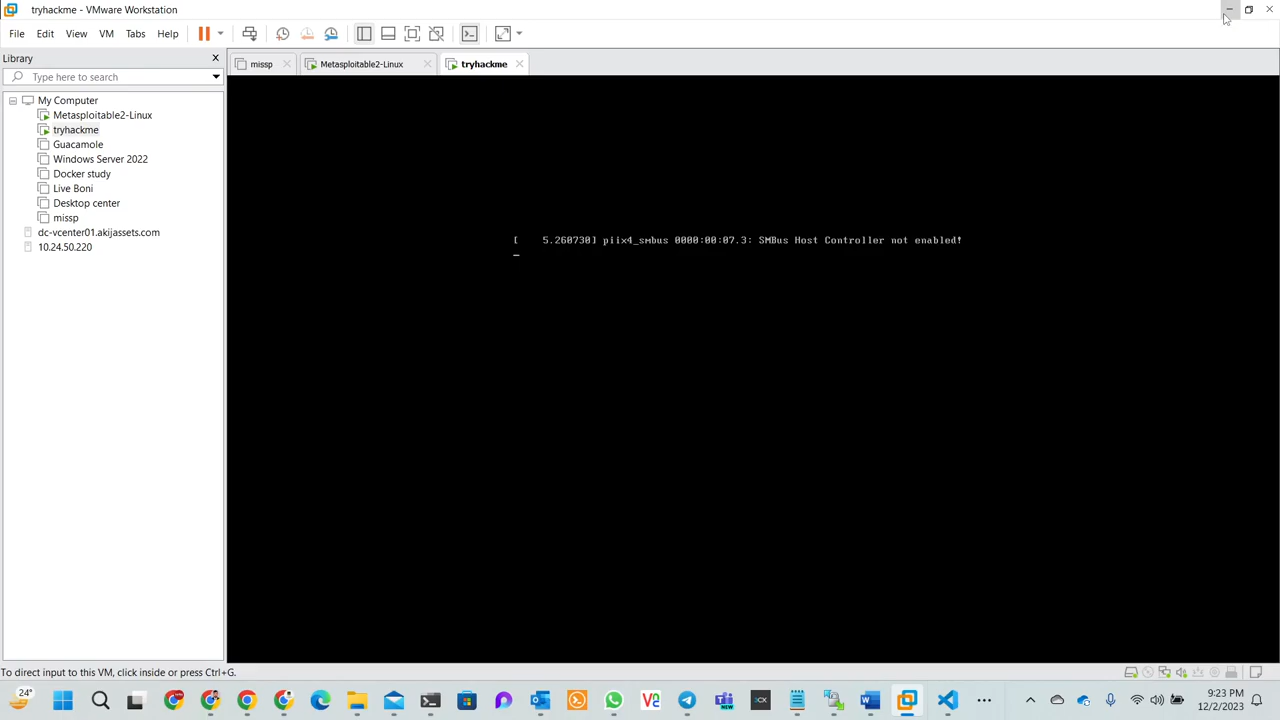 tryhackme - VMware Workstation
File Edit View VM Tabs Help
Library
Type here to search
My Computer
Metasploitable2-Linux
tryhackme
Guacamole
Windows Server 2022
Docker study
Live Boni
Desktop center
missp
dc-vcenter01.akijassets.com
10.24.50.220
missp Metasploitable2-Linux tryhackme
[    5.260730] piix4_smbus 0000:00:07.3: SMBus Host Controller not enabled!
To direct input to this VM, click inside or press Ctrl+G.
24°
NEW
9:23 PM
12/2/2023